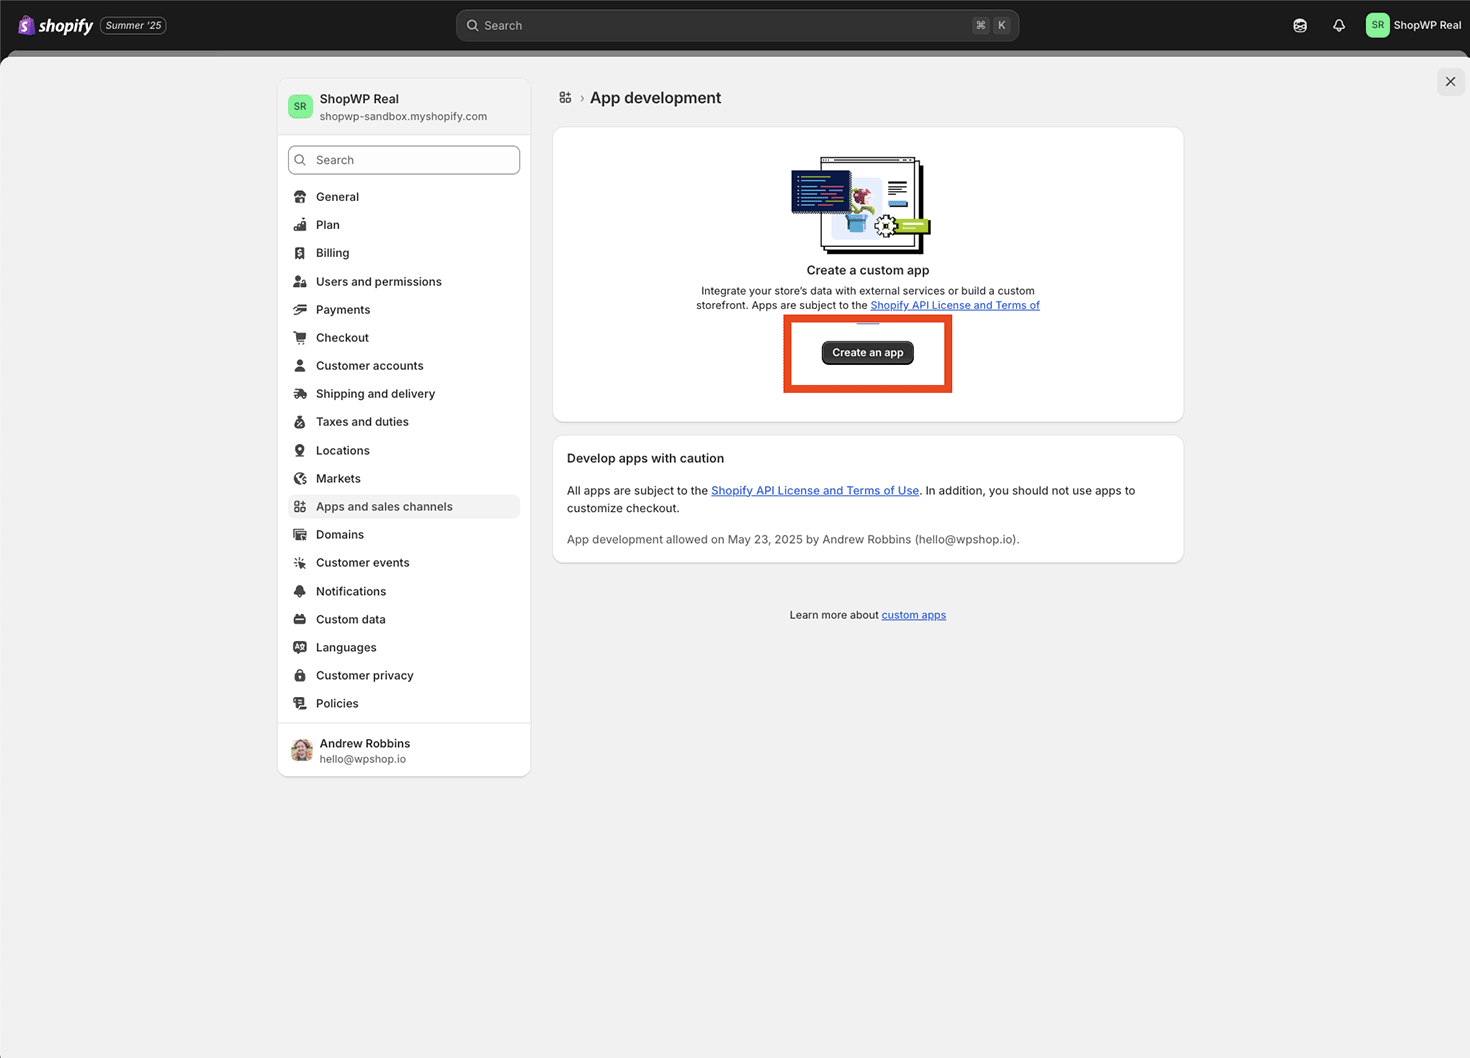 shopify
Summer '25
Search
⌘ K
SR
ShopWP Real
SR
ShopWP Real
shopwp-sandbox.myshopify.com
Search
General
Plan
Billing
Users and permissions
Payments
Checkout
Customer accounts
Shipping and delivery
Taxes and duties
Locations
Markets
Apps and sales channels
Domains
Customer events
Notifications
Custom data
Languages
Customer privacy
Policies
Andrew Robbins
hello@wpshop.io
› App development
Create a custom app
Integrate your store's data with external services or build a custom
storefront. Apps are subject to the Shopify API License and Terms of
Create an app
Develop apps with caution
All apps are subject to the Shopify API License and Terms of Use. In addition, you should not use apps to
customize checkout.
App development allowed on May 23, 2025 by Andrew Robbins (hello@wpshop.io).
Learn more about custom apps